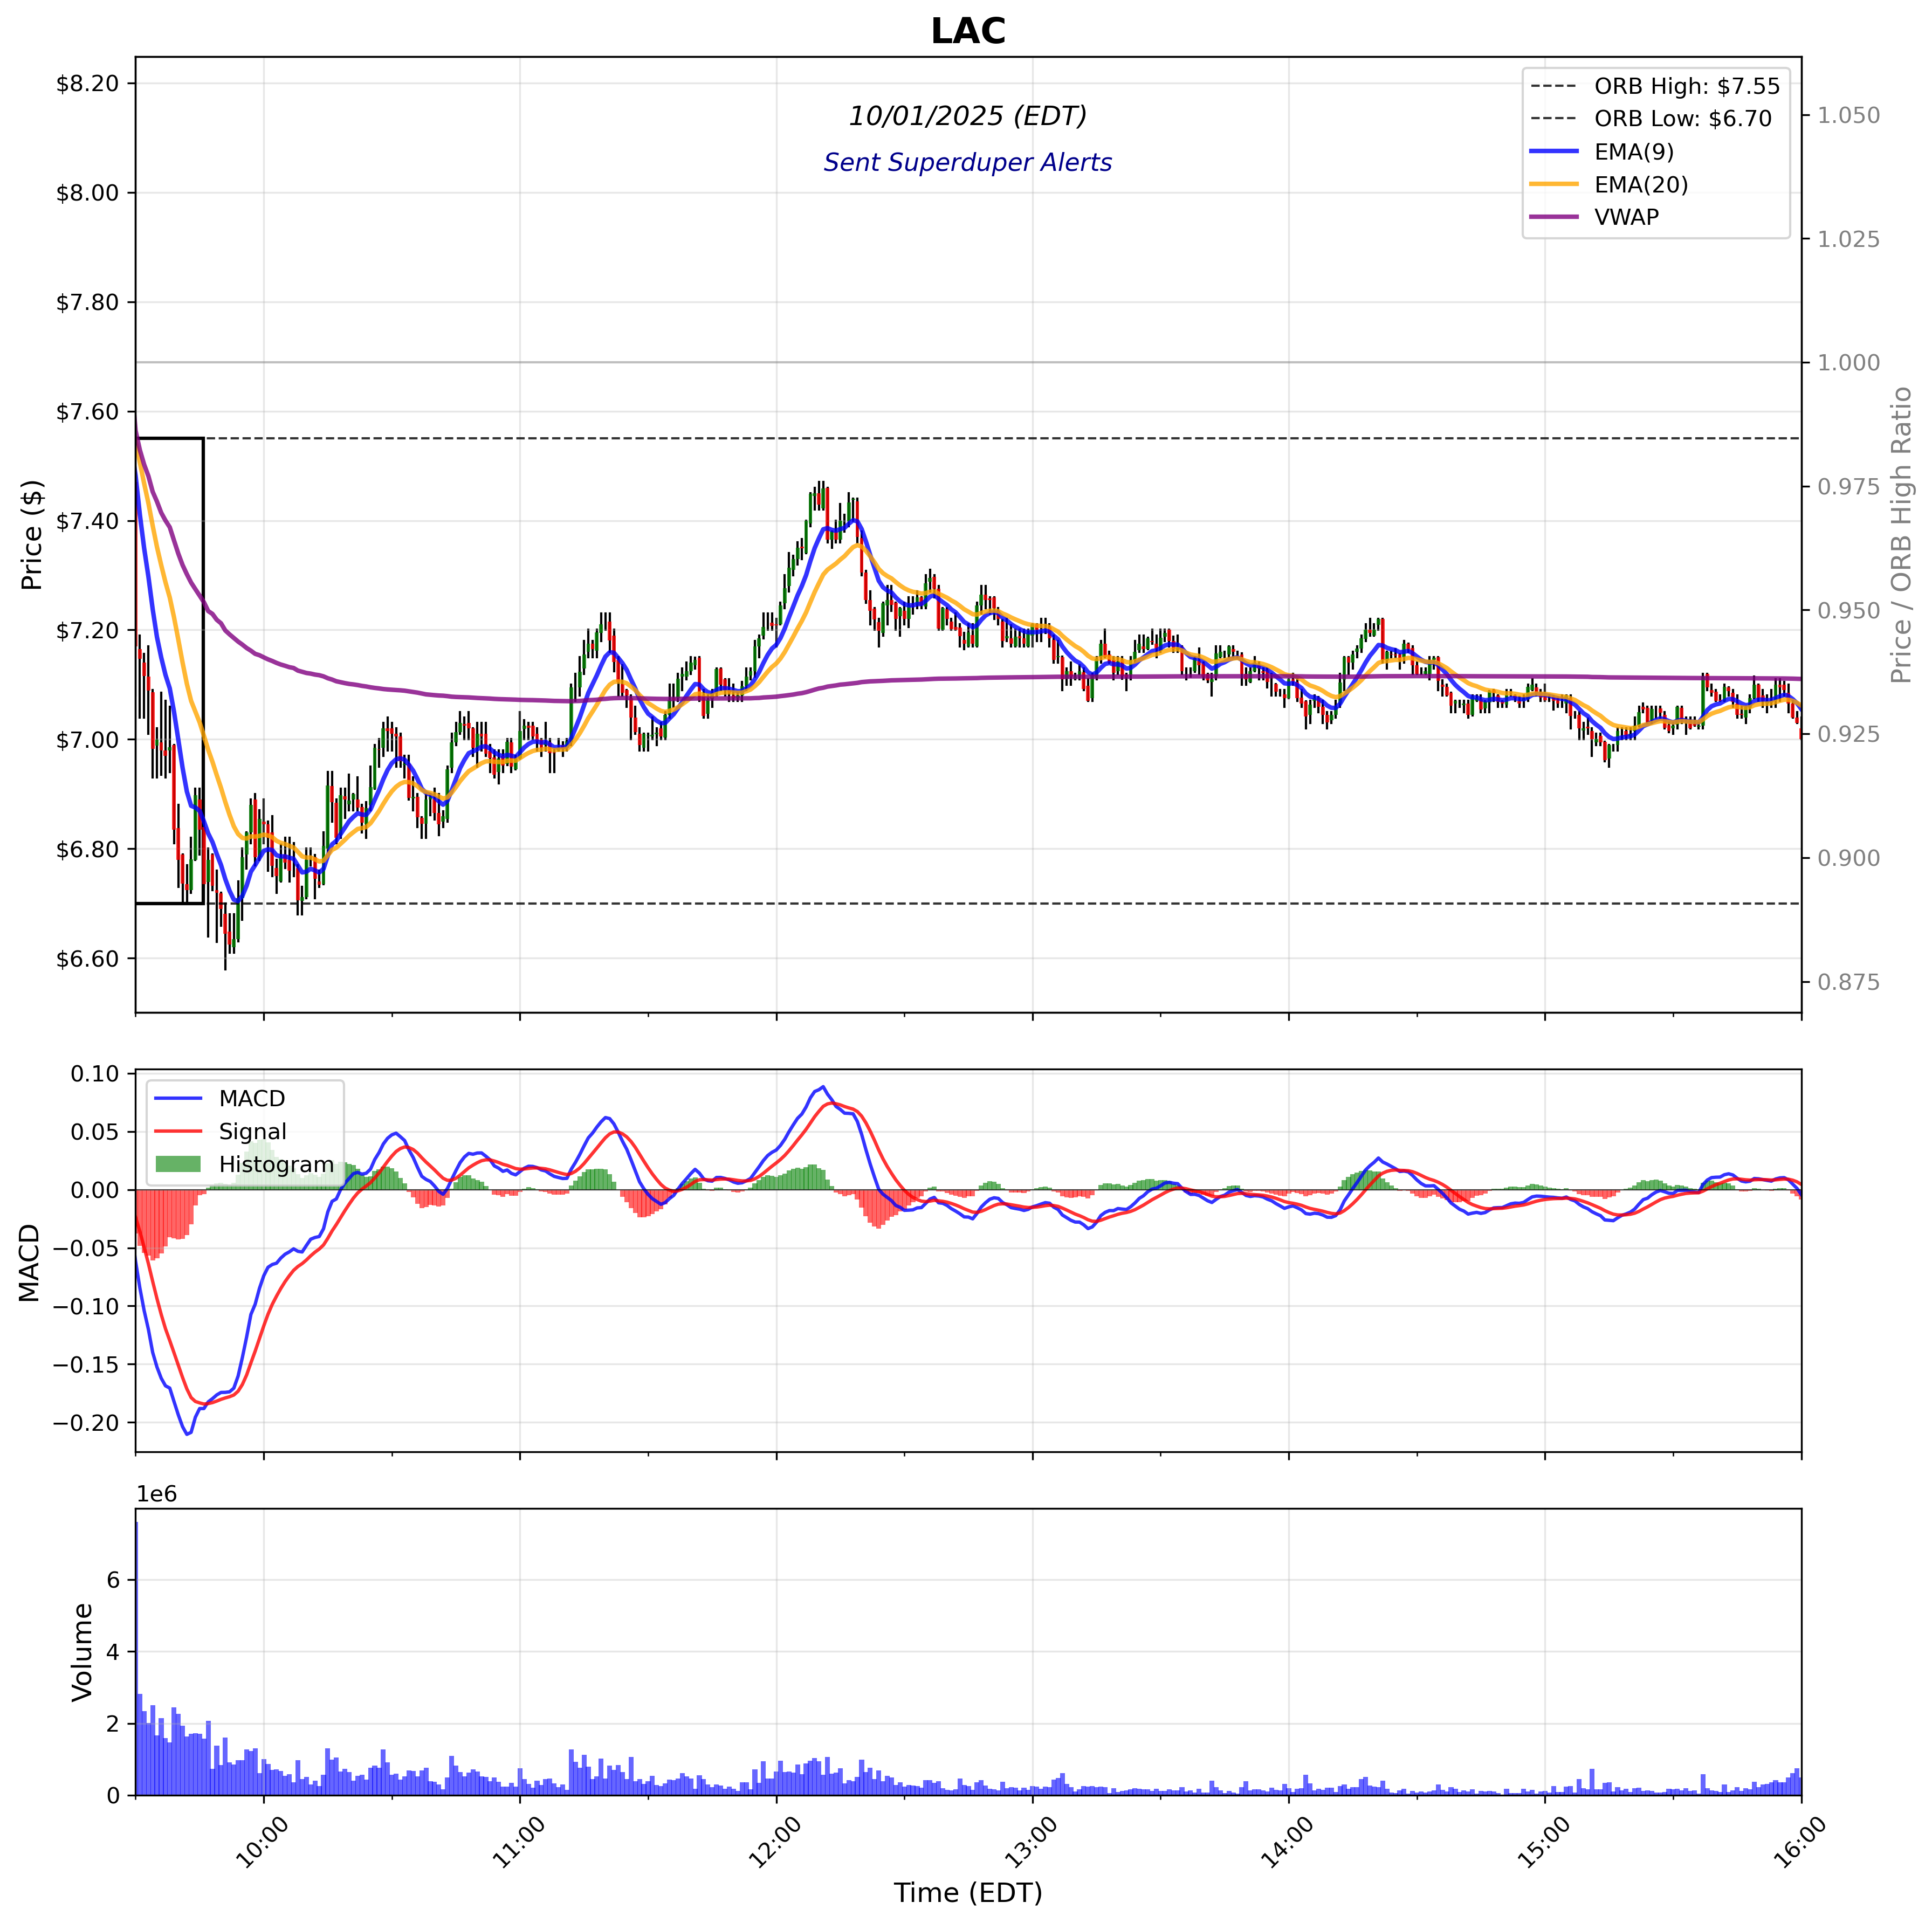 LAC
10/01/2025 (EDT)
Sent Superduper Alerts
ORB High: $7.55
ORB Low: $6.70
EMA(9)
EMA(20)
VWAP
$8.20
$8.00
$7.80
$7.60
$7.40
$7.20
$7.00
$6.80
$6.60
Price ($)
1.050
1.025
1.000
0.975
0.950
0.925
0.900
0.875
Price / ORB High Ratio
MACD
Signal
Histogram
0.10
0.05
0.00
−0.05
−0.10
−0.15
−0.20
MACD
1e6
6
4
2
0
Volume
10:00
11:00
12:00
13:00
14:00
15:00
16:00
Time (EDT)